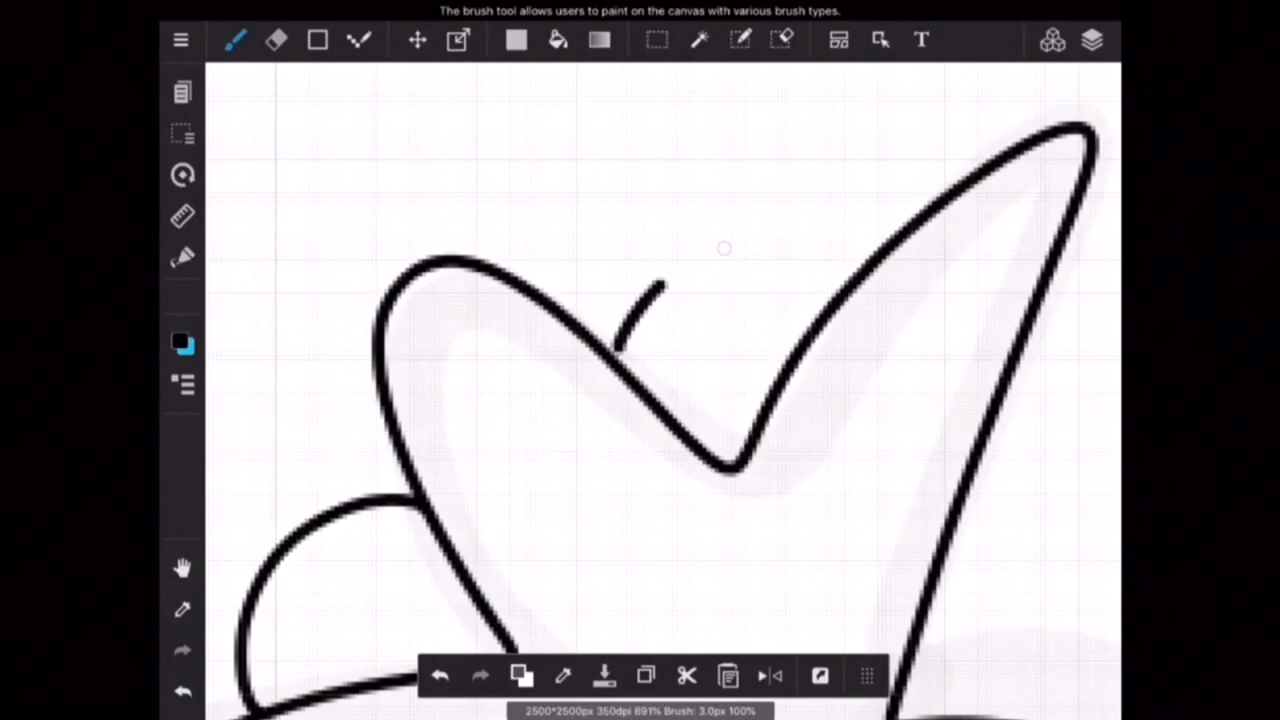 The brush tool allows users to paint on the canvas with various brush types.
T
2500*2500px 350dpi 691% Brush: 3.0px 100%